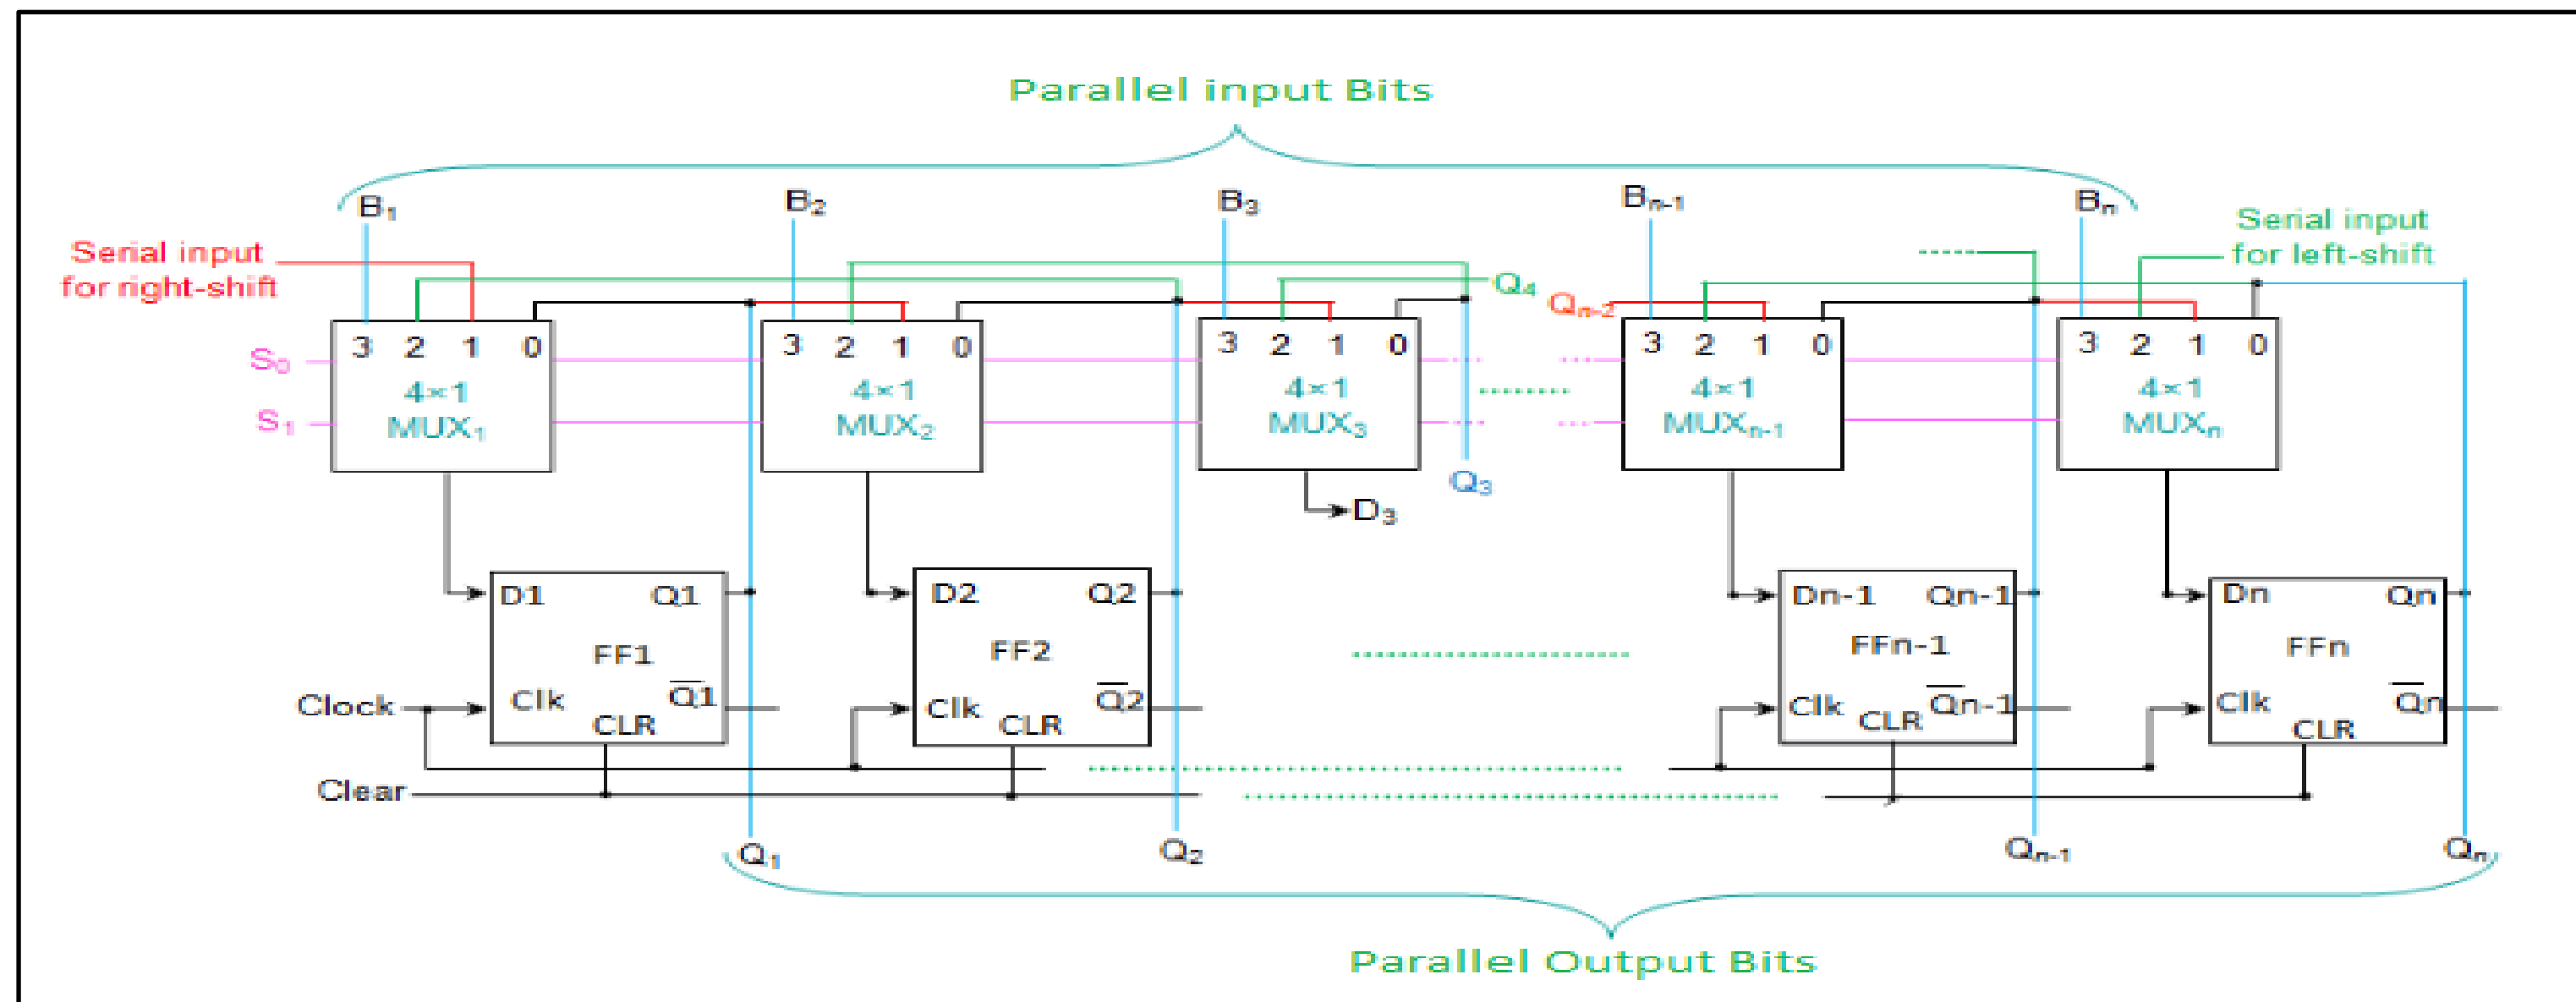 Parallel input Bits
B₁ B₂ B₃ Bₙ₋₁ Bₙ
Serial input
for right-shift
Serial input
for left-shift
Q₄ Qₙ₋₂
3 2 1 0 3 2 1 0 3 2 1 0 3 2 1 0 3 2 1 0
S₀
4×1 4×1 4×1 4×1 4×1
S₁ MUX₁ MUX₂ MUX₃ MUXₙ₋₁ MUXₙ
Q₃
D₃
D1 Q1 D2 Q2 Dn-1 Qn-1 Dn Qn
FF1 FF2 FFn-1 FFn
Clock Clk Q̅1 Clk Q̅2 Clk Q̅n-1 Clk Q̅n
CLR CLR CLR CLR
Clear
Q₁ Q₂ Qₙ₋₁ Qₙ
Parallel Output Bits